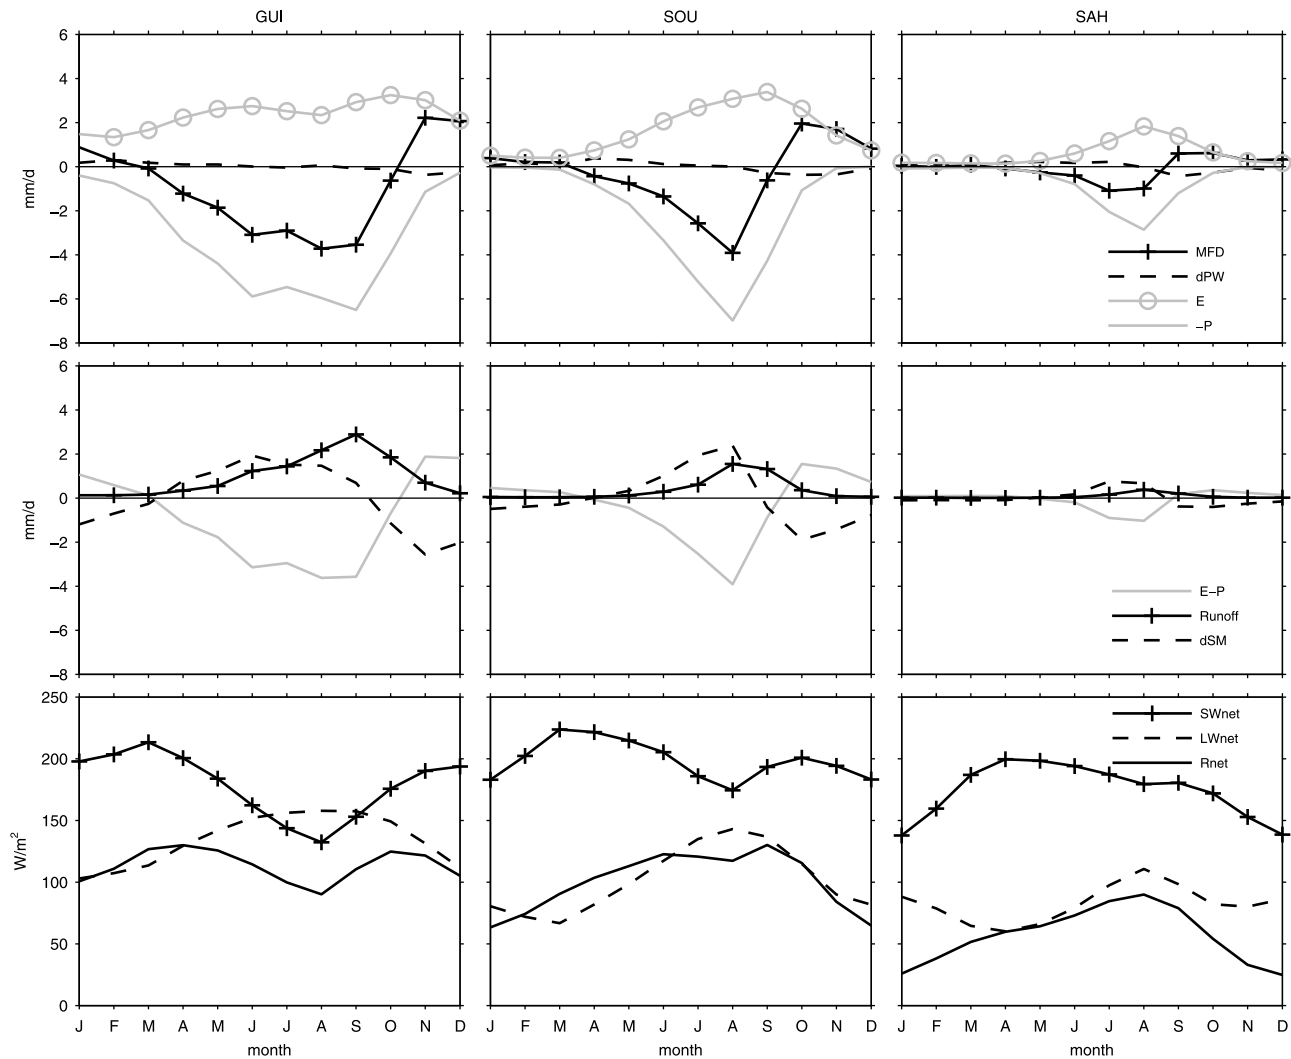 GUI SOU SAH
6
4
2
0
−2
−4
−6
−8
mm/d
MFD
dPW
E
−P
6
4
2
0
−2
−4
−6
−8
mm/d
E−P
Runoff
dSM
250
200
150
100
50
0
W/m²
SWnet
LWnet
Rnet
J F M A M J J A S O N D J F M A M J J A S O N D J F M A M J J A S O N D
month month month